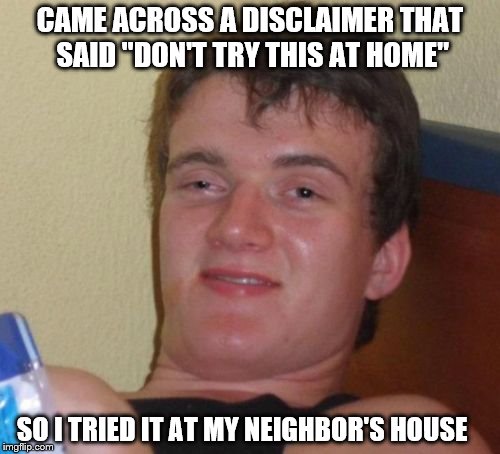 CAME ACROSS A DISCLAIMER THAT
SAID "DON'T TRY THIS AT HOME"
SO I TRIED IT AT MY NEIGHBOR'S HOUSE
imgflip.com